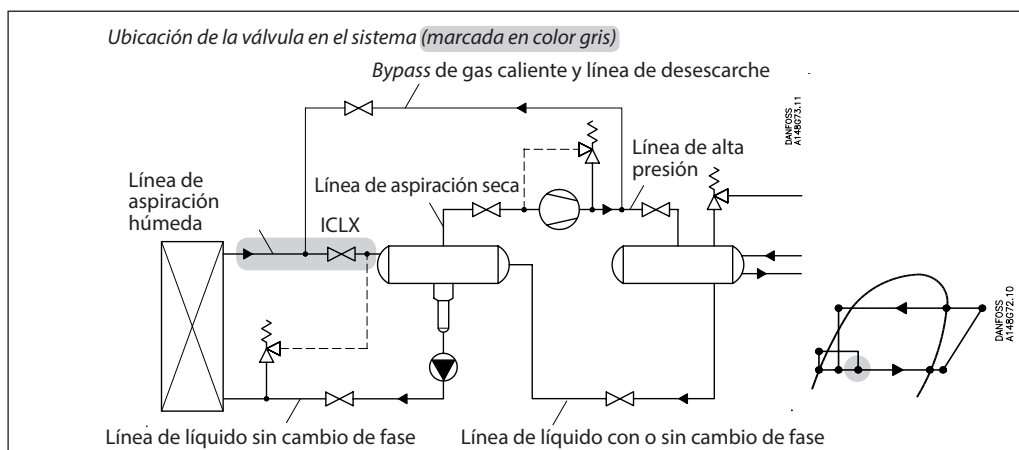 Ubicación de la válvula en el sistema (marcada en color gris)
Bypass de gas caliente y línea de desescarche
DANFOSS
A148G73.11
Línea de alta
presión
Línea de
aspiración
húmeda
Línea de aspiración seca
ICLX
DANFOSS
A148G72.10
Línea de líquido sin cambio de fase
Línea de líquido con o sin cambio de fase